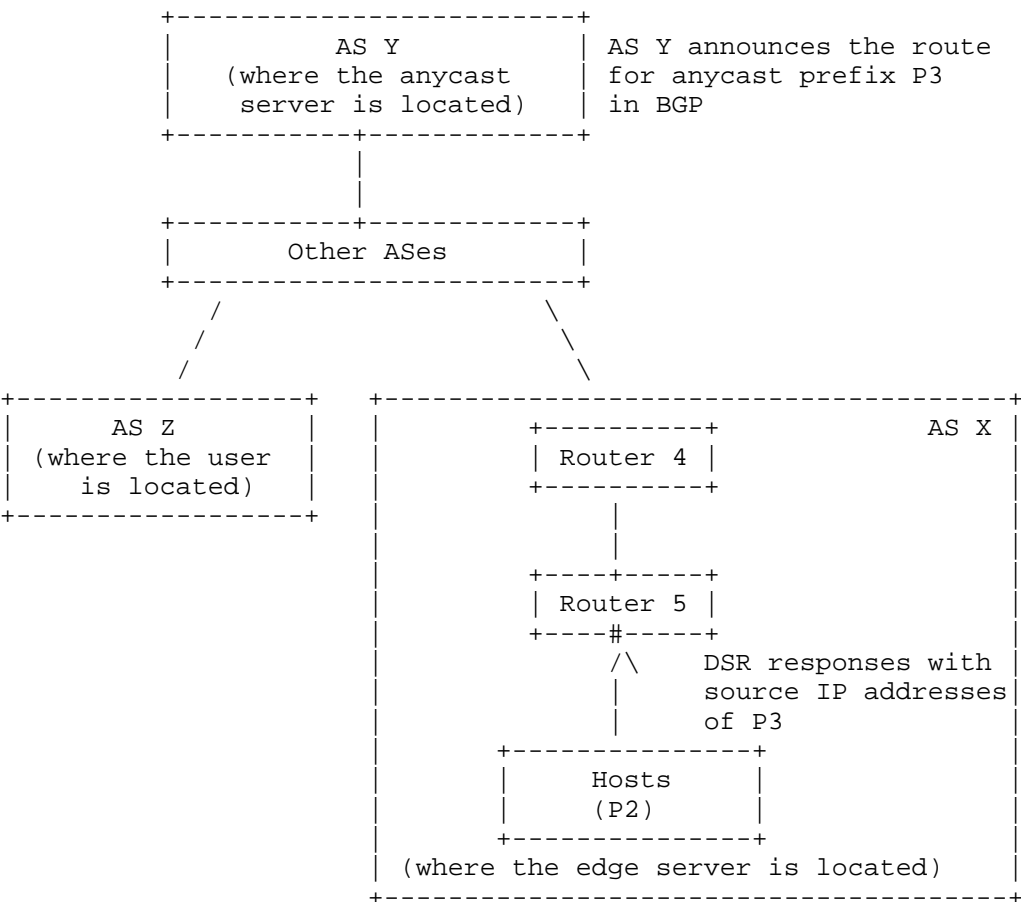 AS Y
(where the anycast
server is located)
AS Y announces the route
for anycast prefix P3
in BGP
Other ASes
AS Z
(where the user
is located)
AS X
Router 4
Router 5
DSR responses with
source IP addresses
of P3
Hosts
(P2)
(where the edge server is located)